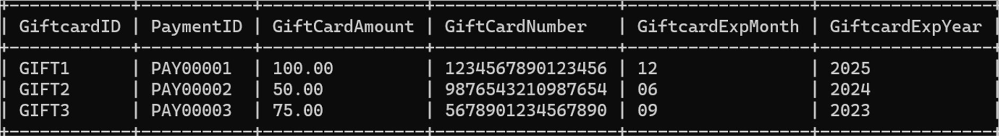 | GiftcardID | PaymentID | GiftCardAmount | GiftCardNumber | GiftcardExpMonth | GiftcardExpYear |
| GIFT1 | PAY00001 | 100.00 | 1234567890123456 | 12 | 2025 |
| GIFT2 | PAY00002 | 50.00 | 9876543210987654 | 06 | 2024 |
| GIFT3 | PAY00003 | 75.00 | 5678901234567890 | 09 | 2023 |